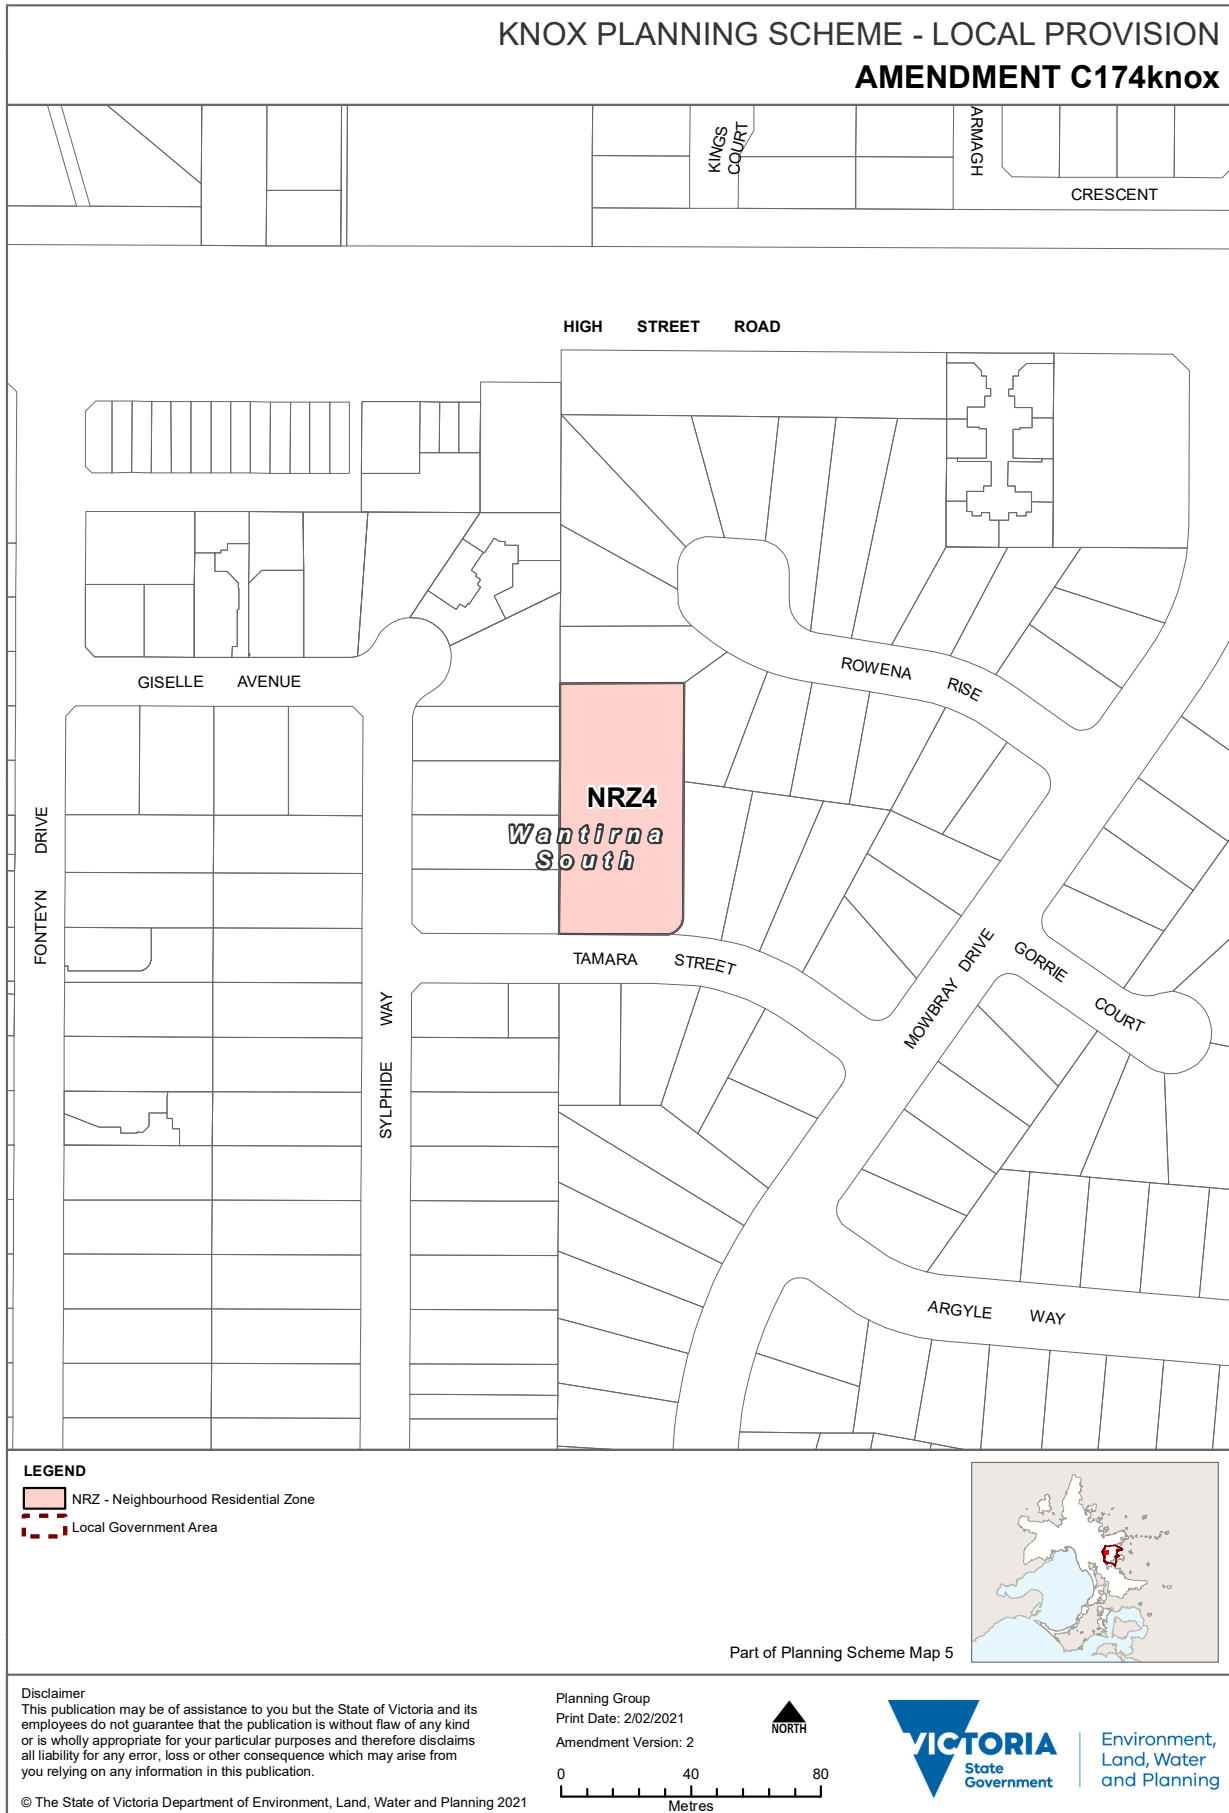 KNOX PLANNING SCHEME - LOCAL PROVISION
AMENDMENT C174knox
KINGS
COURT
ARMAGH
CRESCENT
HIGH STREET ROAD
GISELLE AVENUE
ROWENA RISE
FONTEYN DRIVE
NRZ4
Wantirna
South
TAMARA STREET
SYLPHIDE WAY
MOWBRAY DRIVE
GORRIE COURT
ARGYLE WAY
LEGEND
NRZ - Neighbourhood Residential Zone
Local Government Area
Part of Planning Scheme Map 5
Disclaimer
This publication may be of assistance to you but the State of Victoria and its
employees do not guarantee that the publication is without flaw of any kind
or is wholly appropriate for your particular purposes and therefore disclaims
all liability for any error, loss or other consequence which may arise from
you relying on any information in this publication.
© The State of Victoria Department of Environment, Land, Water and Planning 2021
Planning Group
Print Date: 2/02/2021
Amendment Version: 2
NORTH
0 40 80
Metres
VICTORIA
State
Government
Environment,
Land, Water
and Planning